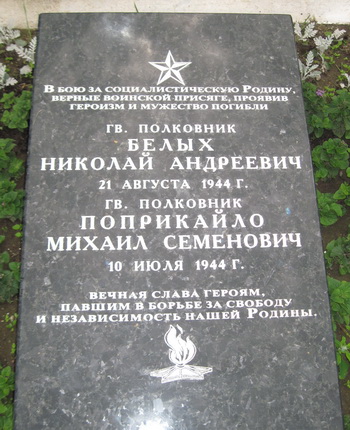 В бою за социалистическую Родину,
верные воинской присяге, проявив
героизм и мужество погибли
гв. полковник
БЕЛЫХ
НИКОЛАЙ АНДРЕЕВИЧ
21 августа 1944 г.
гв. полковник
ПОПРИКАЙЛО
МИХАИЛ СЕМЕНОВИЧ
10 июля 1944 г.
вечная слава героям,
павшим в борьбе за свободу
и независимость нашей Родины.